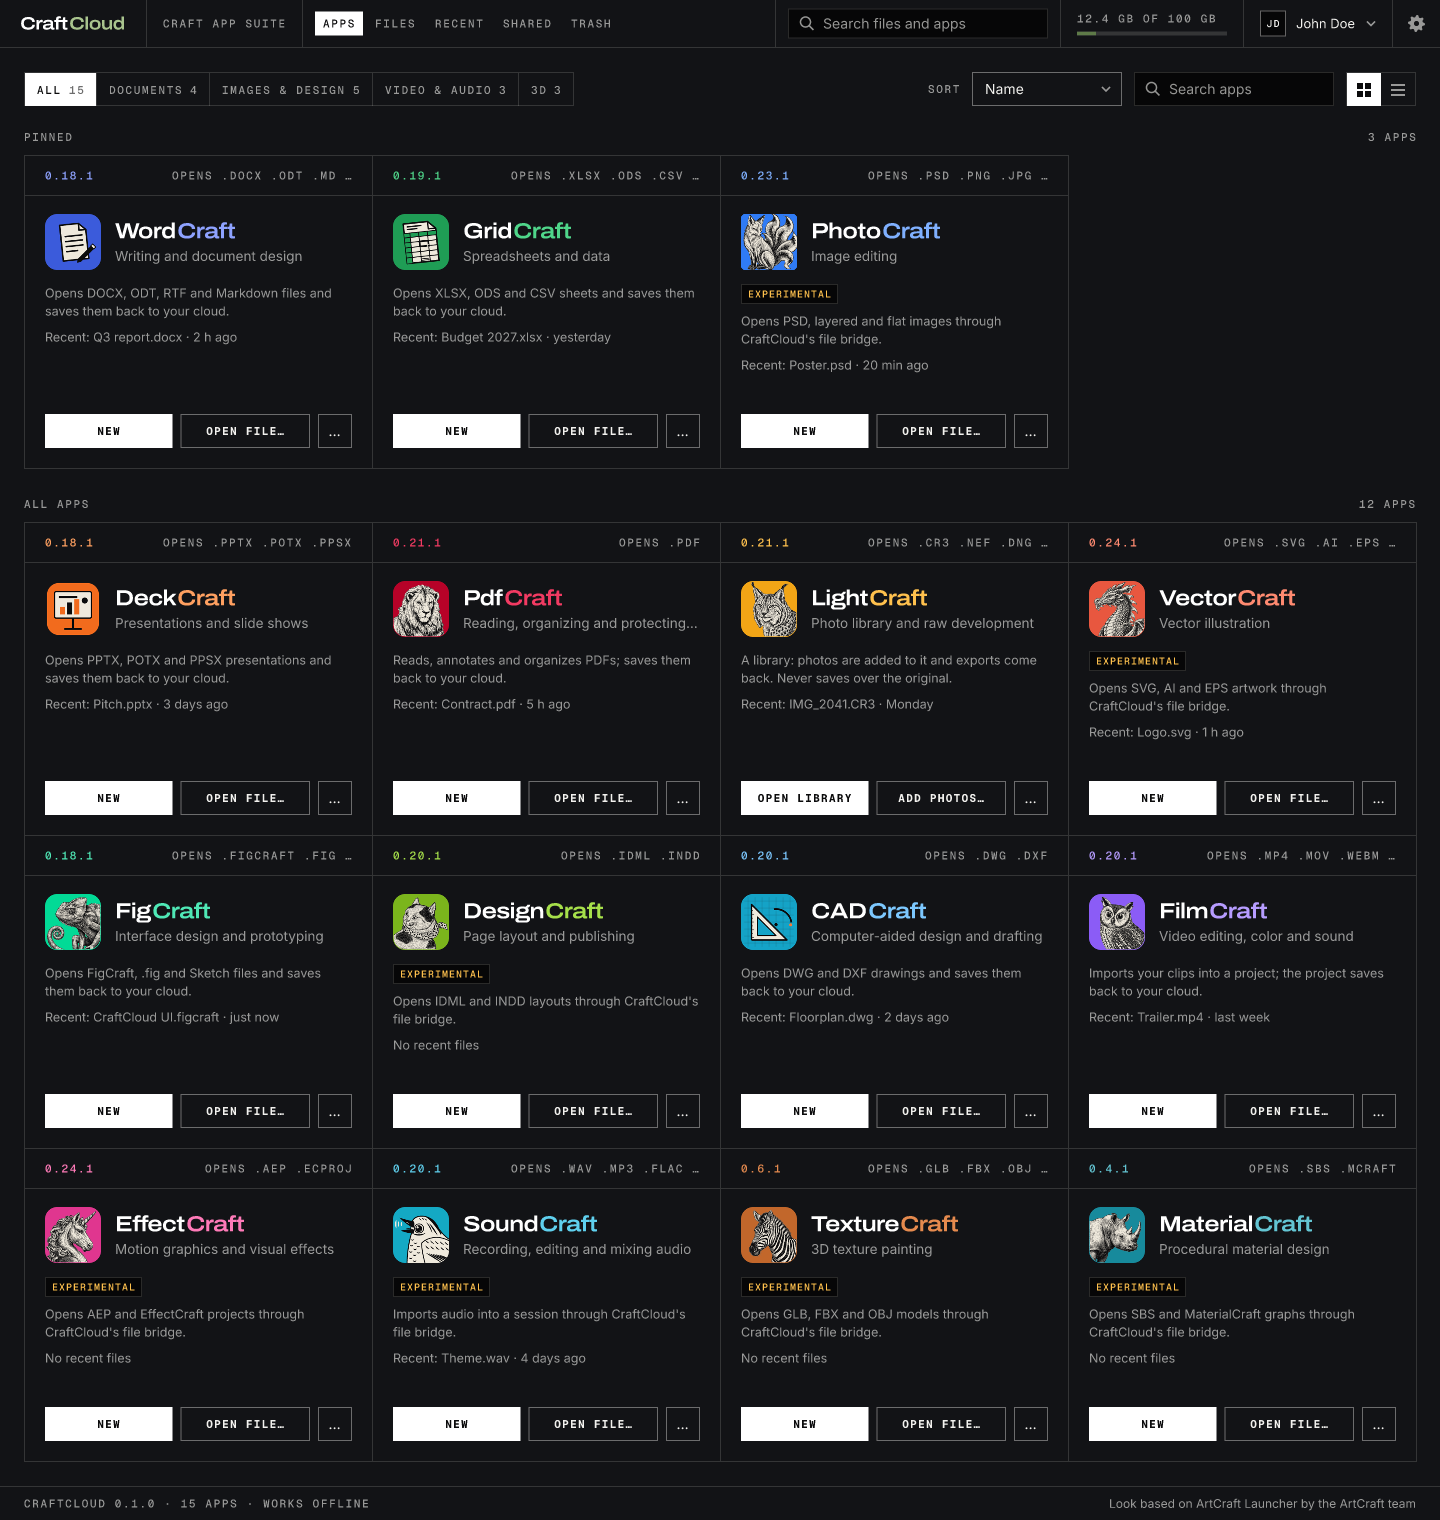 CraftCloud
CRAFT APP SUITE
APPS FILES RECENT SHARED TRASH
Search files and apps
12.4 GB OF 100 GB
JD John Doe
ALL 15 DOCUMENTS 4 IMAGES & DESIGN 5 VIDEO & AUDIO 3 3D 3
SORT Name Search apps
PINNED 3 APPS
0.18.1 OPENS .DOCX .ODT .MD …
WordCraft
Writing and document design
Opens DOCX, ODT, RTF and Markdown files and
saves them back to your cloud.
Recent: Q3 report.docx · 2 h ago
NEW OPEN FILE… …
0.19.1 OPENS .XLSX .ODS .CSV …
GridCraft
Spreadsheets and data
Opens XLSX, ODS and CSV sheets and saves them
back to your cloud.
Recent: Budget 2027.xlsx · yesterday
NEW OPEN FILE… …
0.23.1 OPENS .PSD .PNG .JPG …
PhotoCraft
Image editing
EXPERIMENTAL
Opens PSD, layered and flat images through
CraftCloud's file bridge.
Recent: Poster.psd · 20 min ago
NEW OPEN FILE… …
ALL APPS 12 APPS
0.18.1 OPENS .PPTX .POTX .PPSX
DeckCraft
Presentations and slide shows
Opens PPTX, POTX and PPSX presentations and
saves them back to your cloud.
Recent: Pitch.pptx · 3 days ago
NEW OPEN FILE… …
0.21.1 OPENS .PDF
PdfCraft
Reading, organizing and protecting...
Reads, annotates and organizes PDFs; saves them
back to your cloud.
Recent: Contract.pdf · 5 h ago
NEW OPEN FILE… …
0.21.1 OPENS .CR3 .NEF .DNG …
LightCraft
Photo library and raw development
A library: photos are added to it and exports come
back. Never saves over the original.
Recent: IMG_2041.CR3 · Monday
OPEN LIBRARY ADD PHOTOS… …
0.24.1 OPENS .SVG .AI .EPS …
VectorCraft
Vector illustration
EXPERIMENTAL
Opens SVG, AI and EPS artwork through
CraftCloud's file bridge.
Recent: Logo.svg · 1 h ago
NEW OPEN FILE… …
0.18.1 OPENS .FIGCRAFT .FIG …
FigCraft
Interface design and prototyping
Opens FigCraft, .fig and Sketch files and saves
them back to your cloud.
Recent: CraftCloud UI.figcraft · just now
NEW OPEN FILE… …
0.20.1 OPENS .IDML .INDD
DesignCraft
Page layout and publishing
EXPERIMENTAL
Opens IDML and INDD layouts through CraftCloud's
file bridge.
No recent files
NEW OPEN FILE… …
0.20.1 OPENS .DWG .DXF
CADCraft
Computer-aided design and drafting
Opens DWG and DXF drawings and saves them
back to your cloud.
Recent: Floorplan.dwg · 2 days ago
NEW OPEN FILE… …
0.20.1 OPENS .MP4 .MOV .WEBM …
FilmCraft
Video editing, color and sound
Imports your clips into a project; the project saves
back to your cloud.
Recent: Trailer.mp4 · last week
NEW OPEN FILE… …
0.24.1 OPENS .AEP .ECPROJ
EffectCraft
Motion graphics and visual effects
EXPERIMENTAL
Opens AEP and EffectCraft projects through
CraftCloud's file bridge.
No recent files
NEW OPEN FILE… …
0.20.1 OPENS .WAV .MP3 .FLAC …
SoundCraft
Recording, editing and mixing audio
EXPERIMENTAL
Imports audio into a session through CraftCloud's
file bridge.
Recent: Theme.wav · 4 days ago
NEW OPEN FILE… …
0.6.1 OPENS .GLB .FBX .OBJ …
TextureCraft
3D texture painting
EXPERIMENTAL
Opens GLB, FBX and OBJ models through
CraftCloud's file bridge.
No recent files
NEW OPEN FILE… …
0.4.1 OPENS .SBS .MCRAFT
MaterialCraft
Procedural material design
EXPERIMENTAL
Opens SBS and MaterialCraft graphs through
CraftCloud's file bridge.
No recent files
NEW OPEN FILE… …
CRAFTCLOUD 0.1.0 · 15 APPS · WORKS OFFLINE
Look based on ArtCraft Launcher by the ArtCraft team